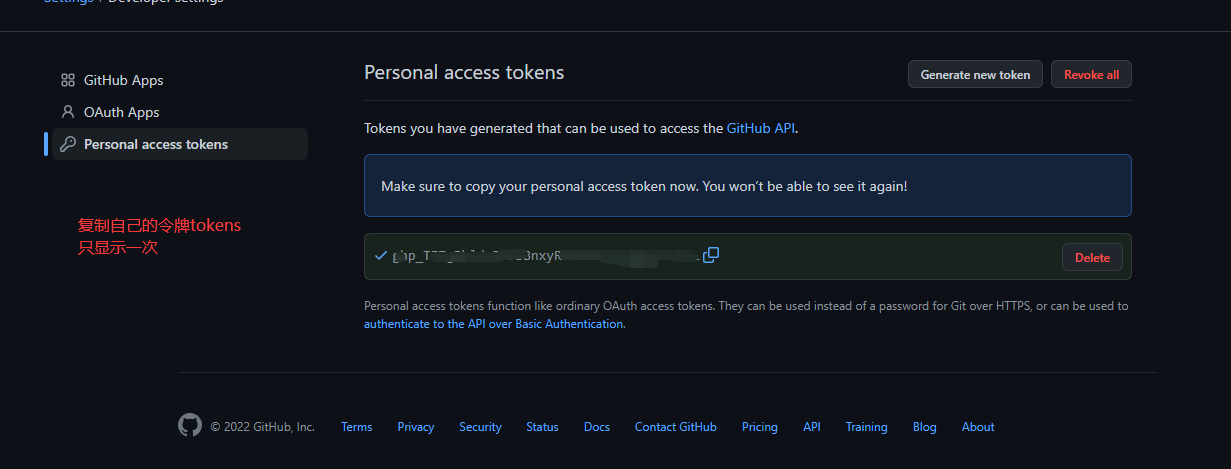 Settings / Developer settings
GitHub Apps
OAuth Apps
Personal access tokens
复制自己的令牌tokens
只显示一次
Personal access tokens
Generate new token
Revoke all
Tokens you have generated that can be used to access the GitHub API.
Make sure to copy your personal access token now. You won’t be able to see it again!
Delete
Personal access tokens function like ordinary OAuth access tokens. They can be used instead of a password for Git over HTTPS, or can be used to
authenticate to the API over Basic Authentication.
© 2022 GitHub, Inc. Terms Privacy Security Status Docs Contact GitHub Pricing API Training Blog About